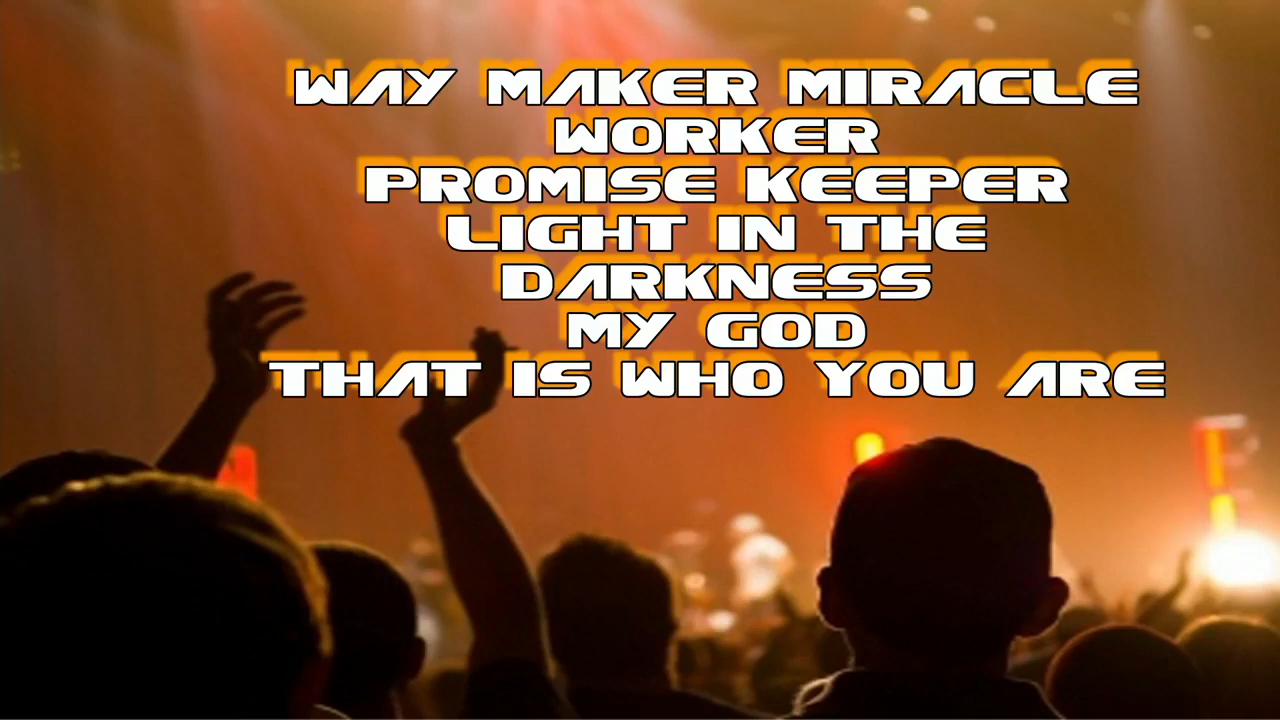 WAY MAKER MIRACLE
WORKER
PROMISE KEEPER
LIGHT IN THE
DARKNESS
MY GOD
THAT IS WHO YOU ARE